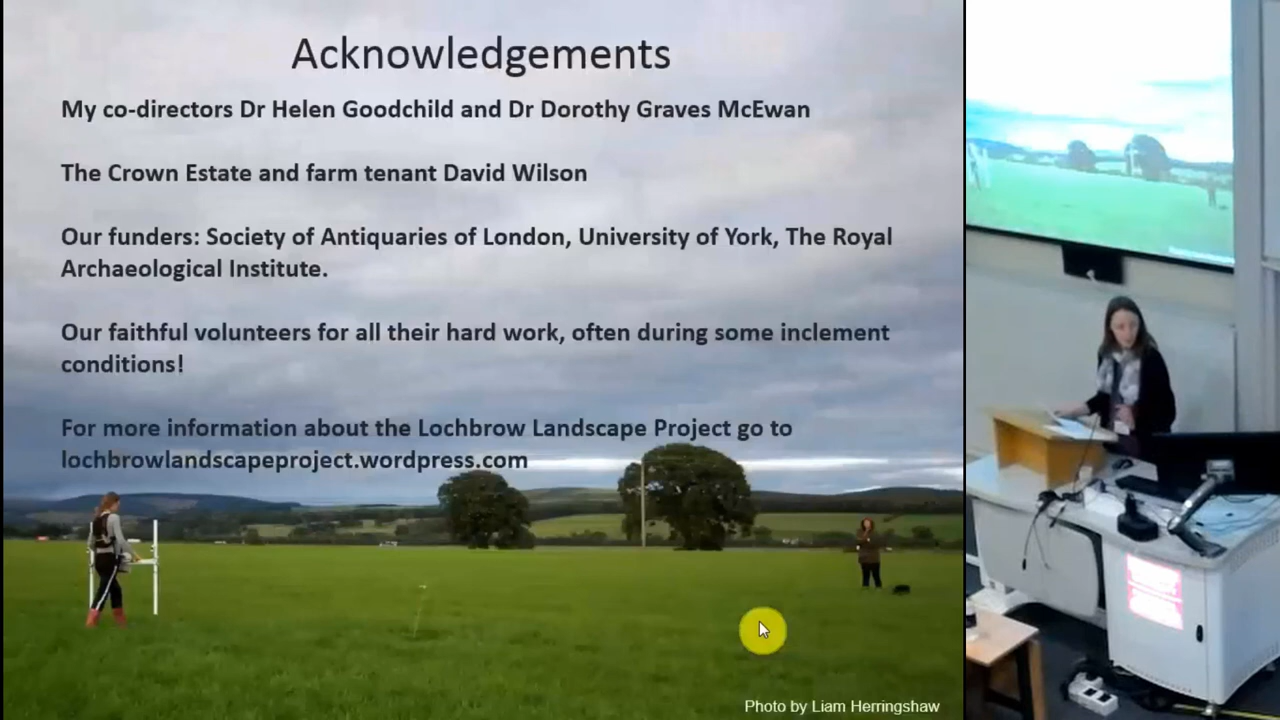 Acknowledgements
My co-directors Dr Helen Goodchild and Dr Dorothy Graves McEwan
The Crown Estate and farm tenant David Wilson
Our funders: Society of Antiquaries of London, University of York, The Royal
Archaeological Institute.
Our faithful volunteers for all their hard work, often during some inclement
conditions!
For more information about the Lochbrow Landscape Project go to
lochbrowlandscapeproject.wordpress.com
Photo by Liam Herringshaw